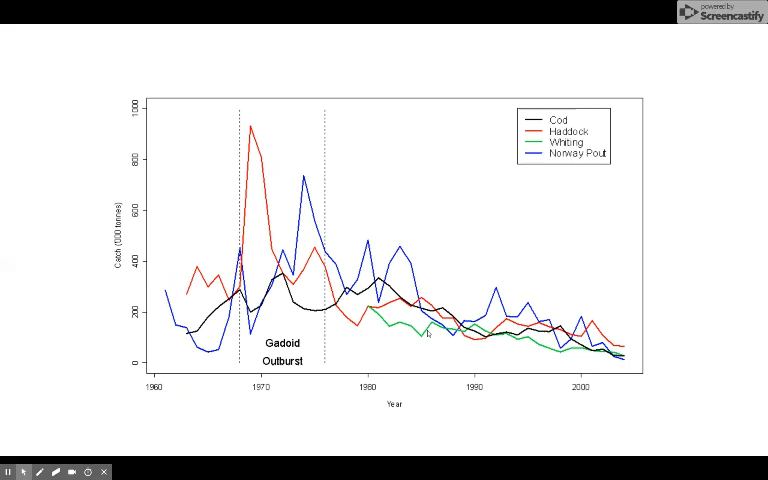 powered by
Screencastify
1000
800
600
400
200
0
Catch ('000 tonnes)
Cod
Haddock
Whiting
Norway Pout
Gadoid
Outburst
1960 1970 1980 1990 2000
Year